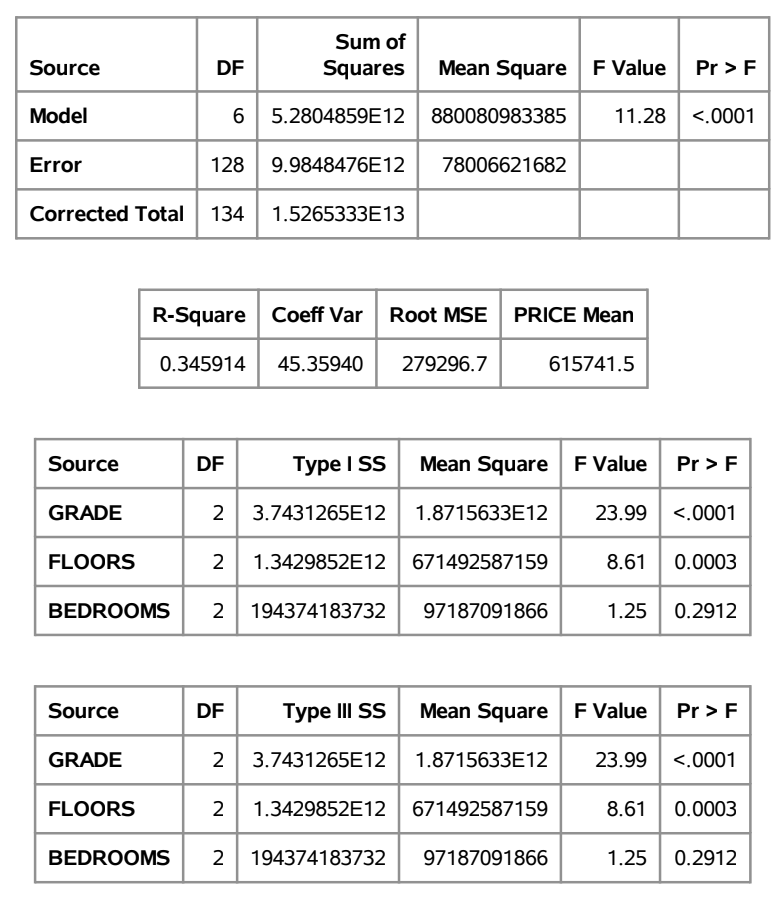 Source DF Sum of Squares Mean Square F Value Pr > F
Model 6 5.2804859E12 880080983385 11.28 <.0001
Error 128 9.9848476E12 78006621682
Corrected Total 134 1.5265333E13
R-Square Coeff Var Root MSE PRICE Mean
0.345914 45.35940 279296.7 615741.5
Source DF Type I SS Mean Square F Value Pr > F
GRADE 2 3.7431265E12 1.8715633E12 23.99 <.0001
FLOORS 2 1.3429852E12 671492587159 8.61 0.0003
BEDROOMS 2 194374183732 97187091866 1.25 0.2912
Source DF Type III SS Mean Square F Value Pr > F
GRADE 2 3.7431265E12 1.8715633E12 23.99 <.0001
FLOORS 2 1.3429852E12 671492587159 8.61 0.0003
BEDROOMS 2 194374183732 97187091866 1.25 0.2912